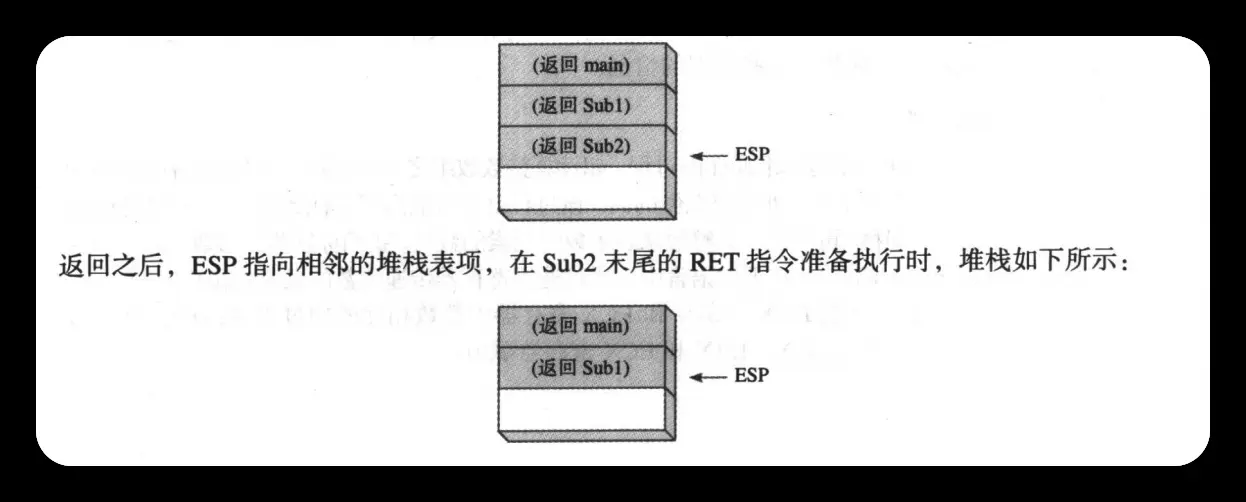 (返回 main)
(返回 Sub1)
(返回 Sub2)
ESP
返回之后，ESP 指向相邻的堆栈表项，在 Sub2 末尾的 RET 指令准备执行时，堆栈如下所示：
(返回 main)
(返回 Sub1)
ESP